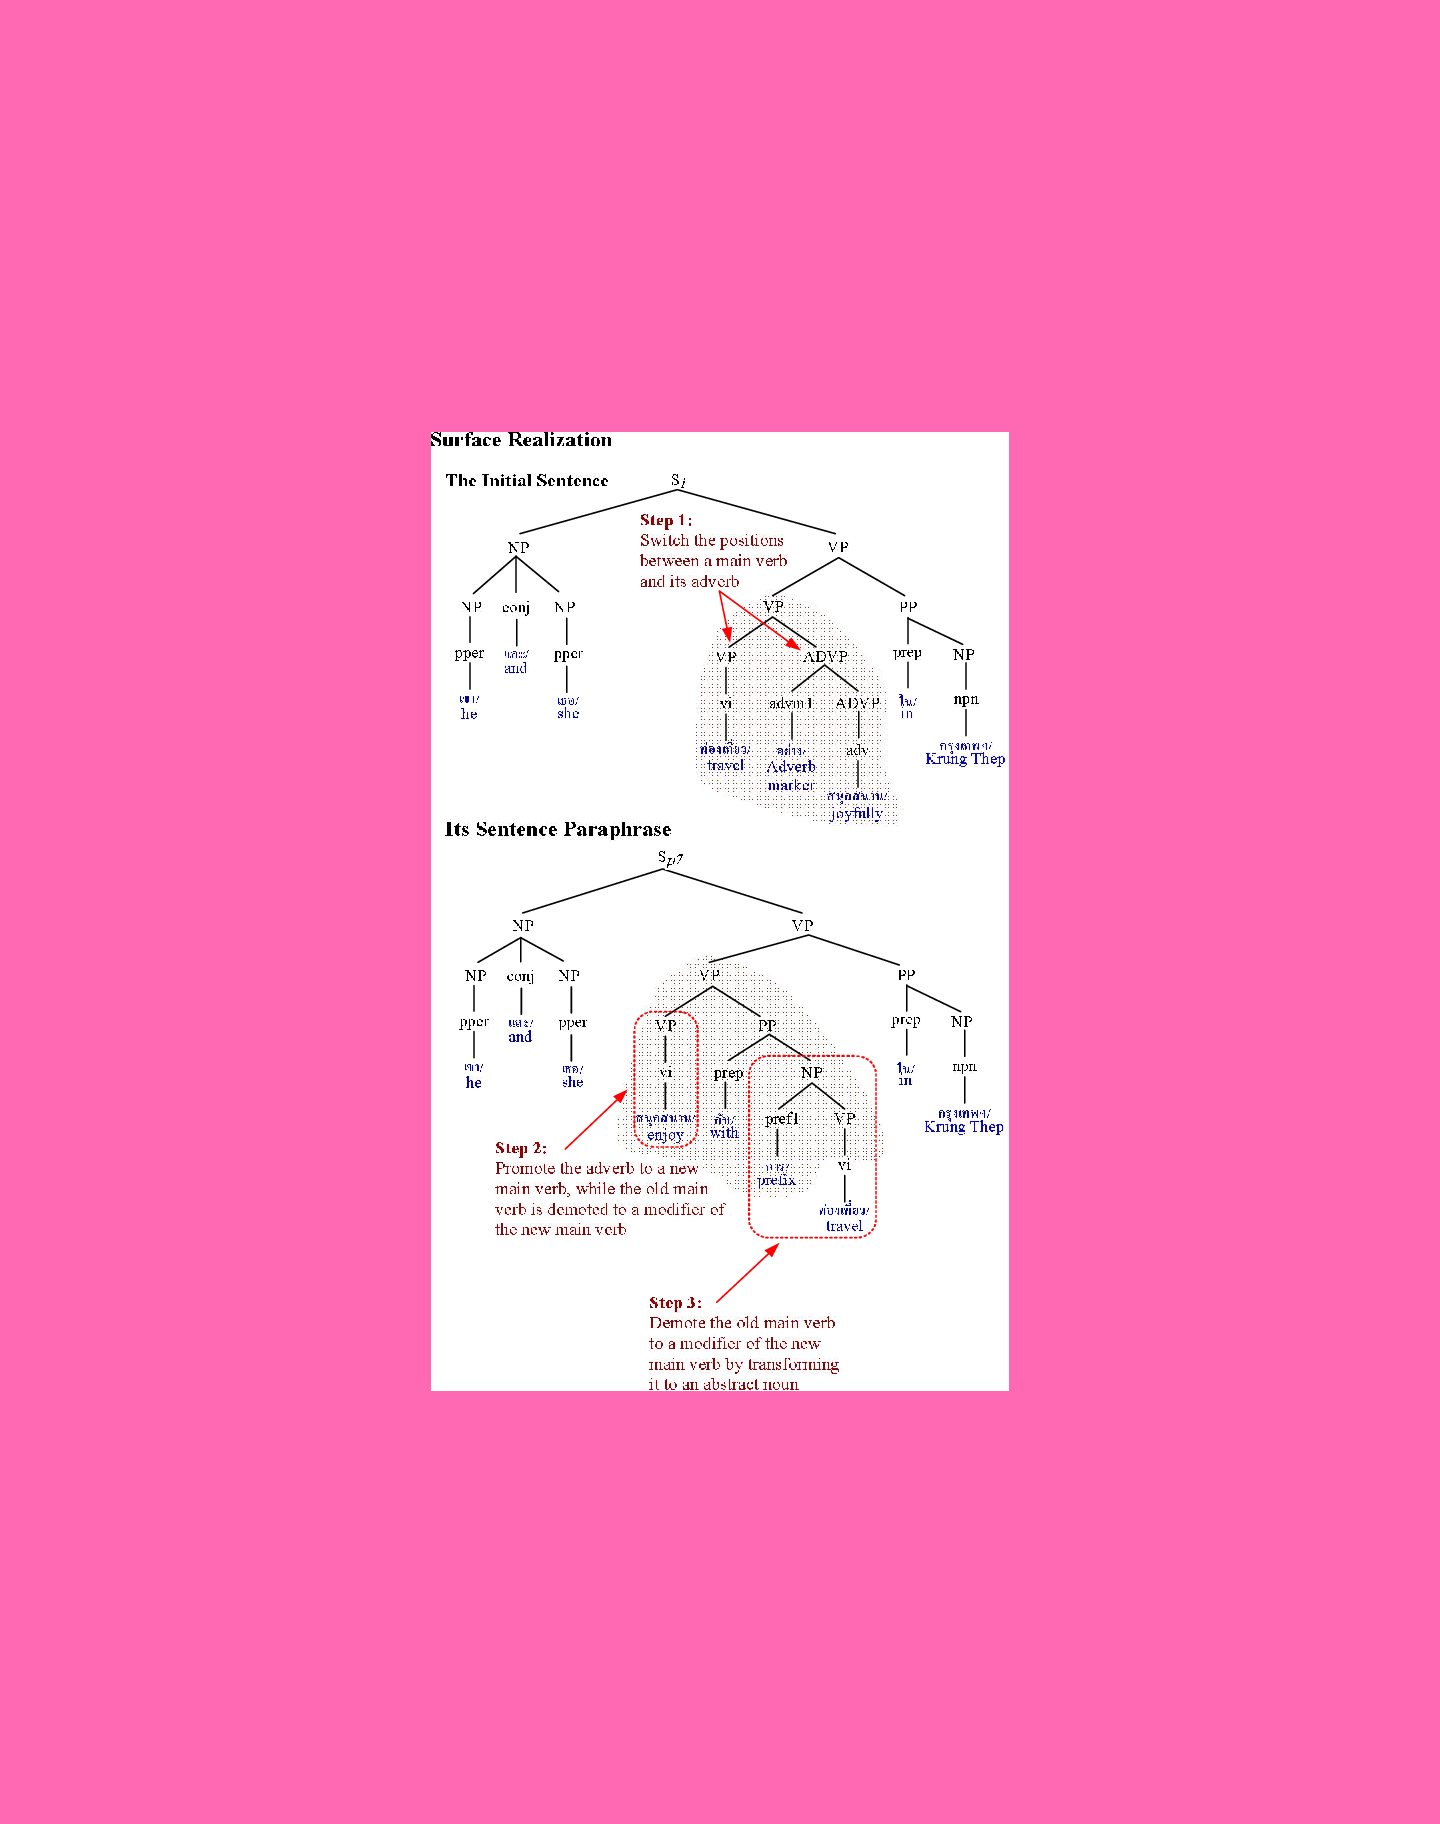 Surface Realization
The Initial Sentence
Si
Step 1:
Switch the positions
between a main verb
and its adverb
NP VP
NP conj NP VP PP
pper pper VP ADVP prep NP
และ/
and
vi advm1 ADVP npn
เขา/ เธอ/ ใน/
he she in
ท่องเที่ยว/ อย่าง/ adv กรุงเทพฯ/
travel Adverb Krung Thep
marker
สนุกสนาน/
joyfully
Its Sentence Paraphrase
Sp7
NP VP
NP conj NP VP PP
pper และ/ pper VP PP prep NP
and
เขา/ เธอ/ vi prep NP ใน/ npn
he she in
สนุกสนาน/ กับ/ pref1 VP กรุงเทพฯ/
enjoy with Krung Thep
การ/ vi
prefix
ท่องเที่ยว/
travel
Step 2:
Promote the adverb to a new
main verb, while the old main
verb is demoted to a modifier of
the new main verb
Step 3:
Demote the old main verb
to a modifier of the new
main verb by transforming
it to an abstract noun